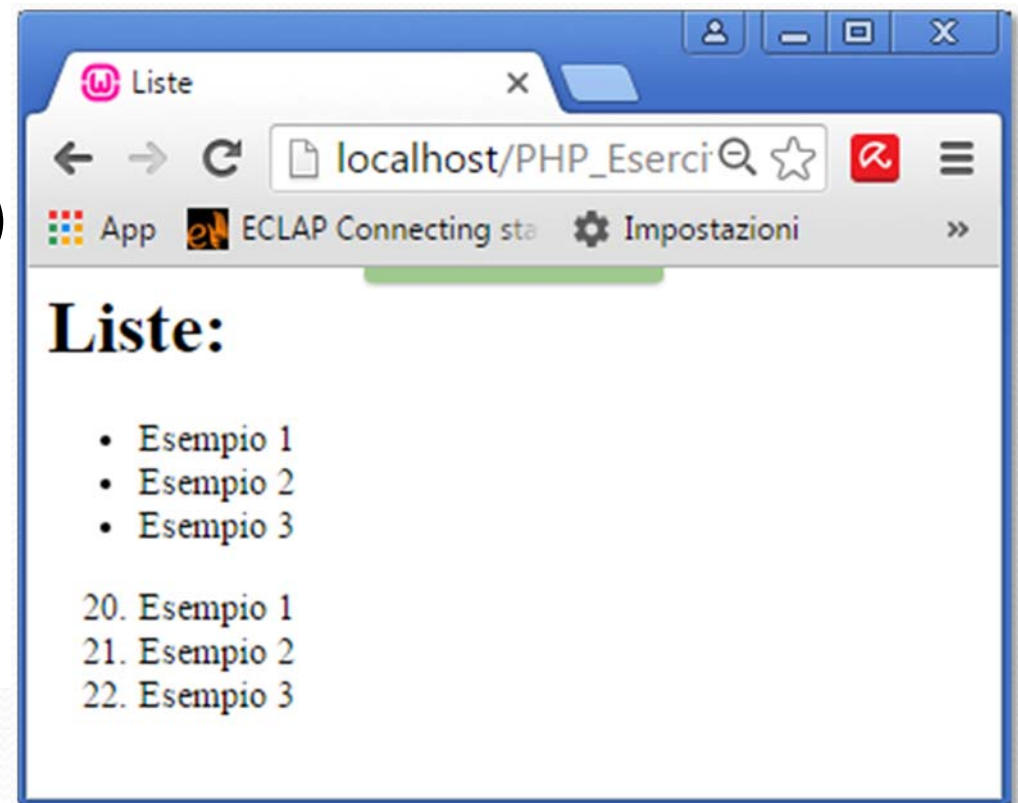 Liste
localhost/PHP_Eserci
App ECLAP Connecting sta Impostazioni »
)
Liste:
• Esempio 1
• Esempio 2
• Esempio 3
20. Esempio 1
21. Esempio 2
22. Esempio 3